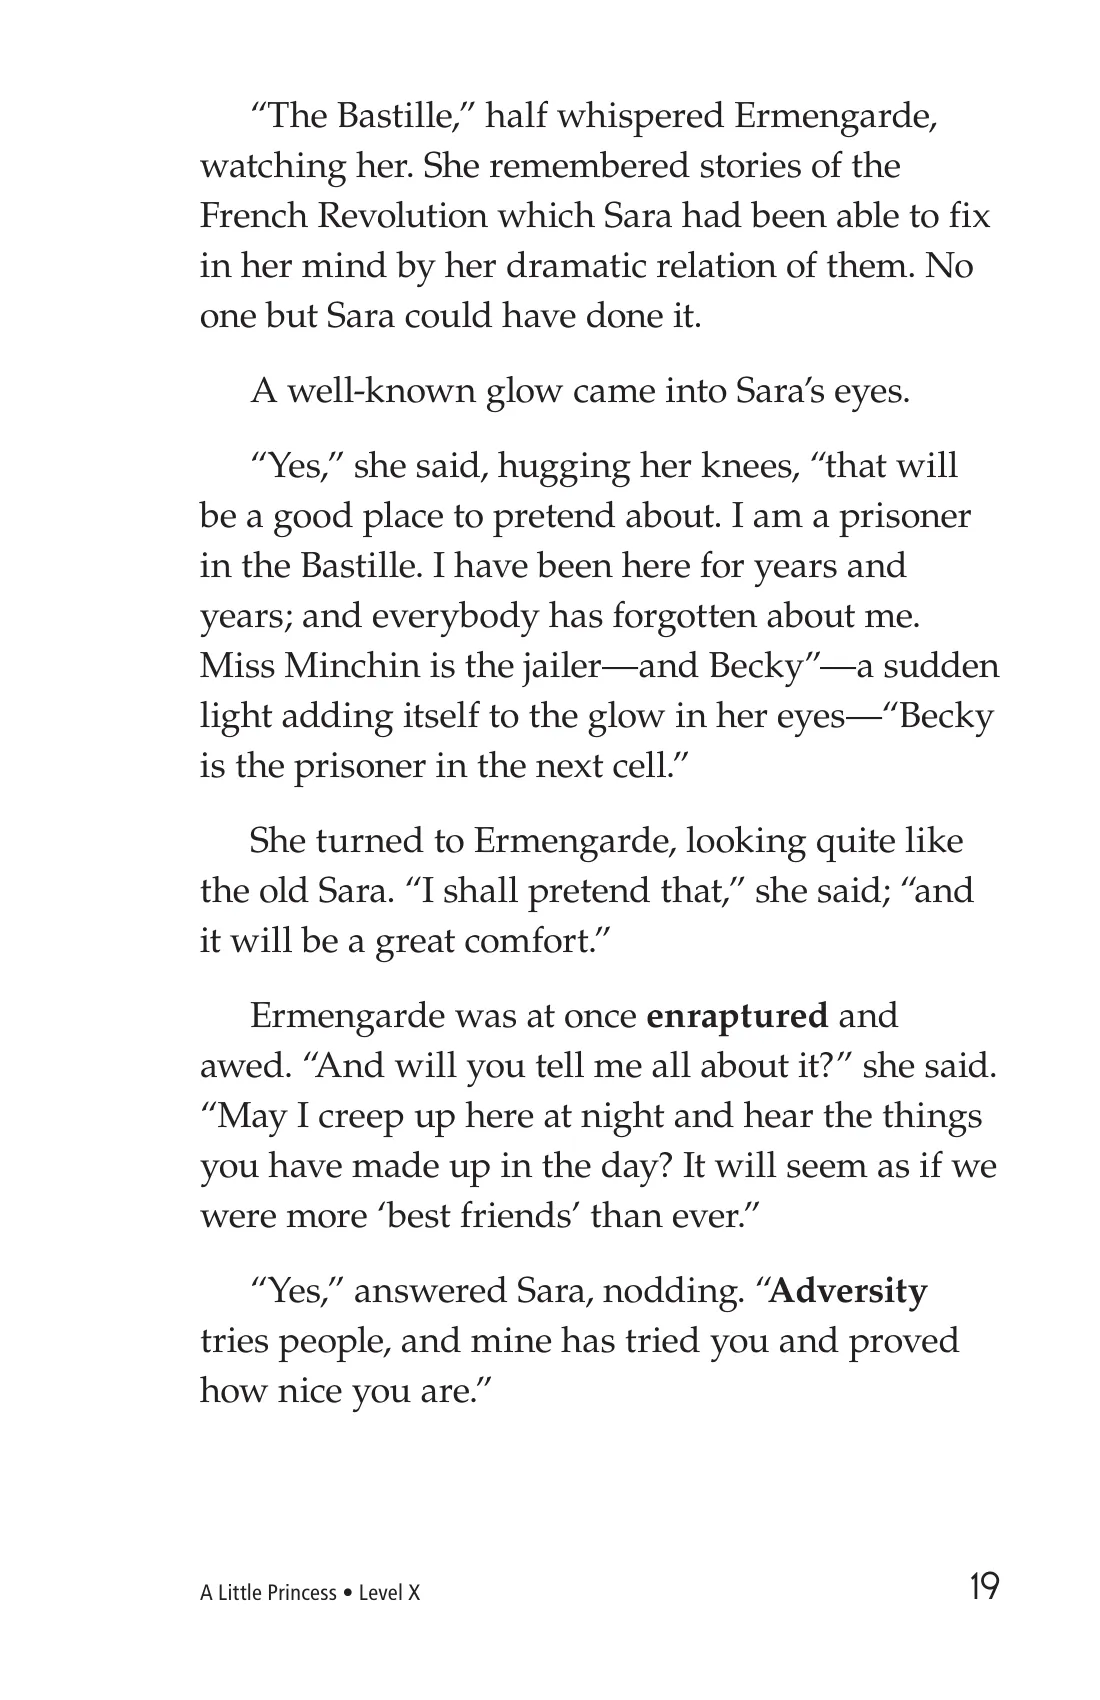 “The Bastille,” half whispered Ermengarde,
watching her. She remembered stories of the
French Revolution which Sara had been able to fix
in her mind by her dramatic relation of them. No
one but Sara could have done it.
A well-known glow came into Sara’s eyes.
“Yes,” she said, hugging her knees, “that will
be a good place to pretend about. I am a prisoner
in the Bastille. I have been here for years and
years; and everybody has forgotten about me.
Miss Minchin is the jailer—and Becky”—a sudden
light adding itself to the glow in her eyes—“Becky
is the prisoner in the next cell.”
She turned to Ermengarde, looking quite like
the old Sara. “I shall pretend that,” she said; “and
it will be a great comfort.”
Ermengarde was at once enraptured and
awed. “And will you tell me all about it?” she said.
“May I creep up here at night and hear the things
you have made up in the day? It will seem as if we
were more ‘best friends’ than ever.”
“Yes,” answered Sara, nodding. “Adversity
tries people, and mine has tried you and proved
how nice you are.”
A Little Princess • Level X
19